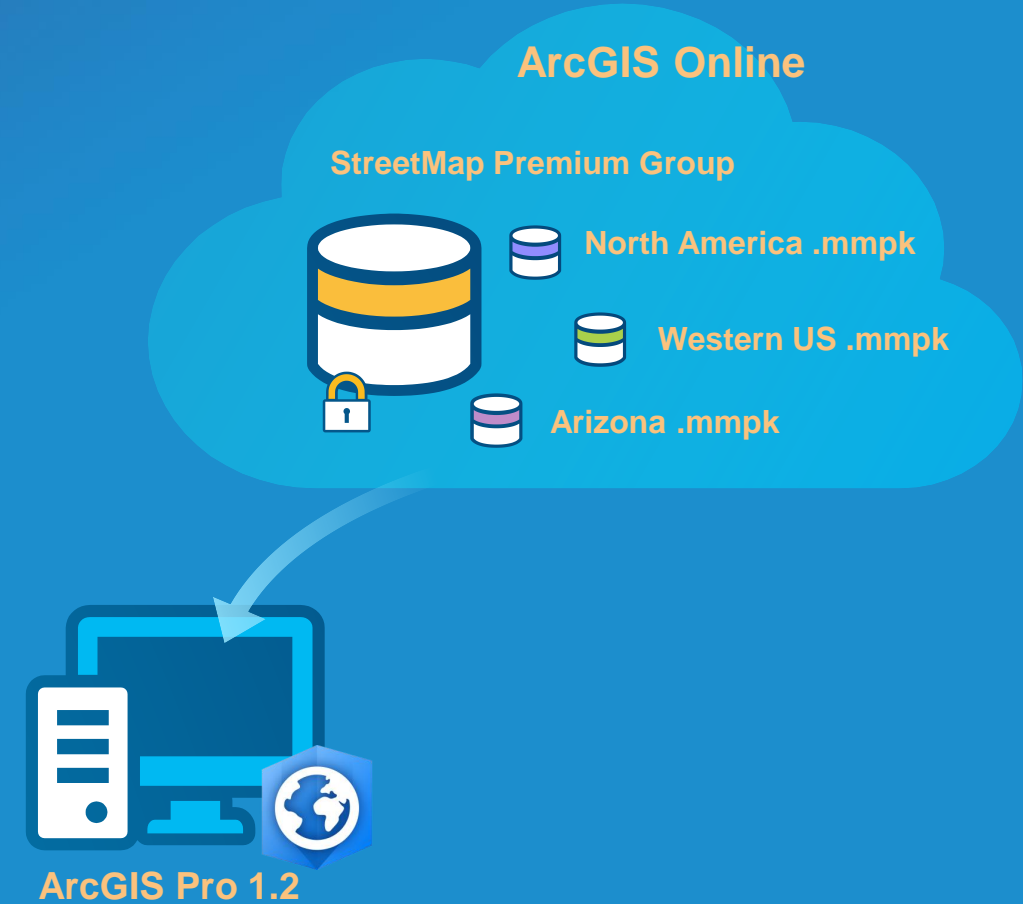 ArcGIS Online
StreetMap Premium Group
North America .mmpk
Western US .mmpk
Arizona .mmpk
ArcGIS Pro 1.2